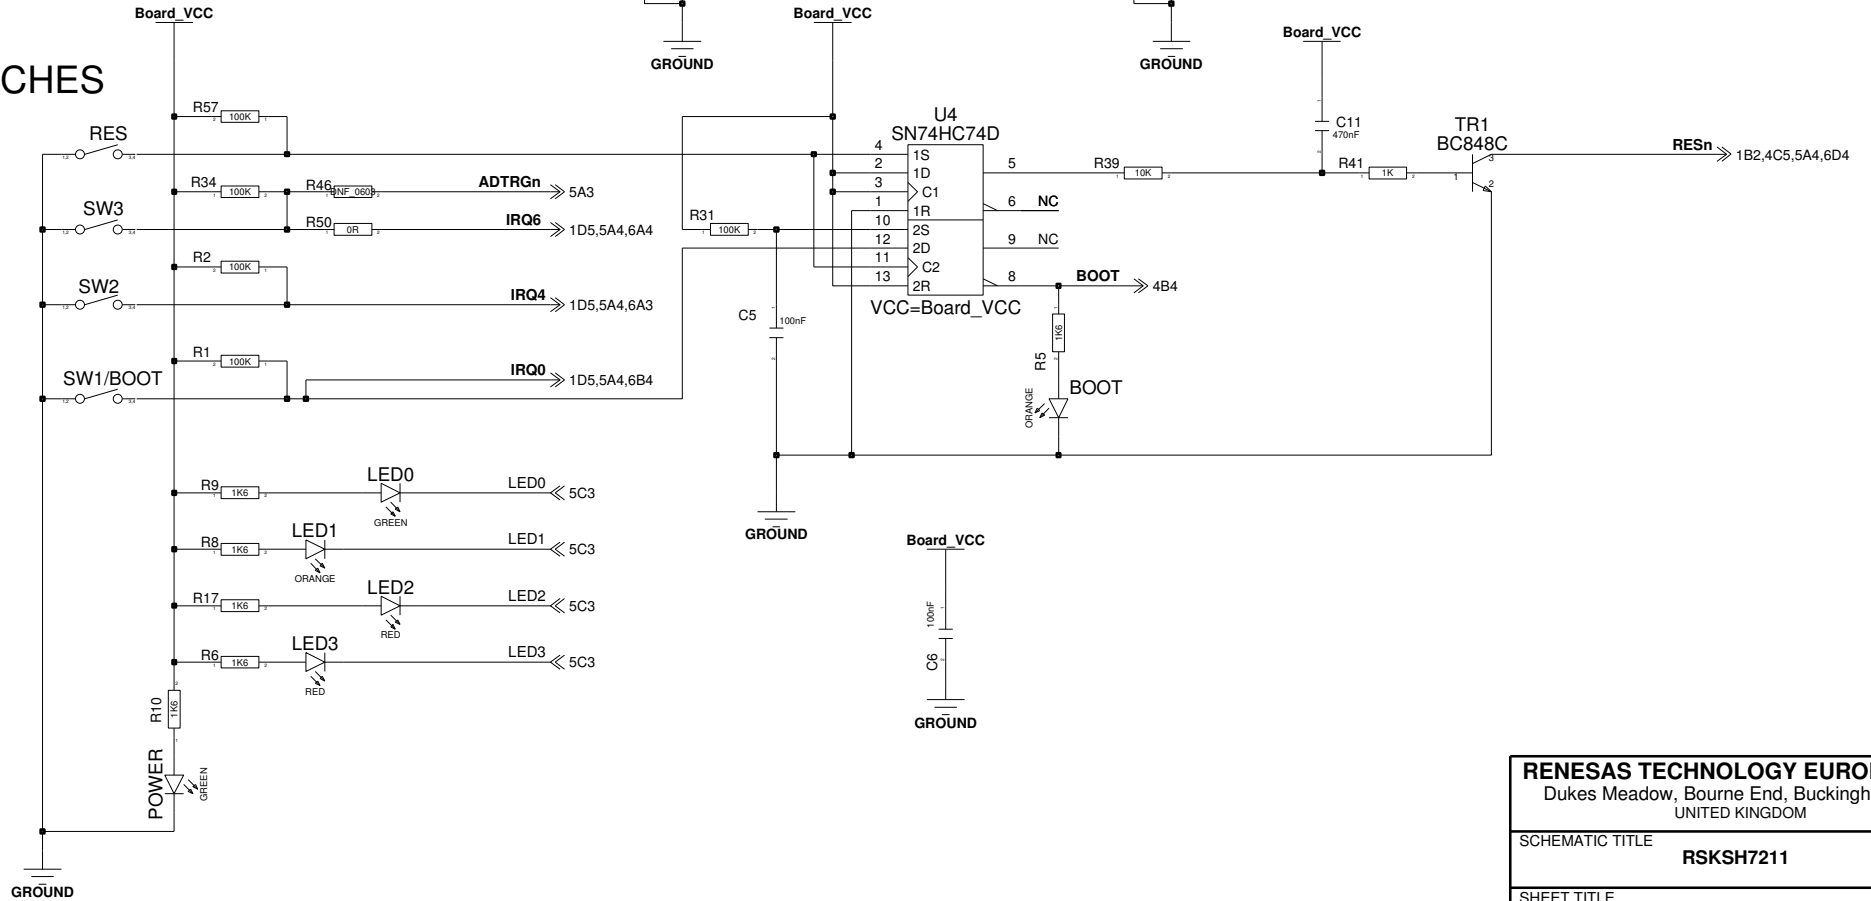 Board_VCC
Board_VCC
Board_VCC
GROUND
GROUND
CHES
R57
100K
RES
R34
100K
R46
DNF_0603
ADTRGn
5A3
SW3
R50
0R
IRQ6
1D5,5A4,6A4
R2
100K
SW2
IRQ4
1D5,5A4,6A3
R1
100K
SW1/BOOT
IRQ0
1D5,5A4,6B4
R31
100K
C5
100nF
U4
SN74HC74D
4
1S
2
1D
3
C1
1
1R
10
2S
12
2D
11
C2
13
2R
5
6
NC
9
NC
8
VCC=Board_VCC
BOOT
4B4
R5
1K6
BOOT
ORANGE
R39
10K
C11
470nF
R41
1K
TR1
BC848C
1
2
3
RESn
1B2,4C5,5A4,6D4
R9
1K6
LED0
GREEN
LED0
5C3
R8
1K6
LED1
ORANGE
LED1
5C3
R17
1K6
LED2
RED
LED2
5C3
R6
1K6
LED3
RED
LED3
5C3
R10
1K6
POWER
GREEN
GROUND
GROUND
Board_VCC
100nF
C6
GROUND
RENESAS TECHNOLOGY EURO
Dukes Meadow, Bourne End, Buckingh
UNITED KINGDOM
SCHEMATIC TITLE
RSKSH7211
SHEET TITLE